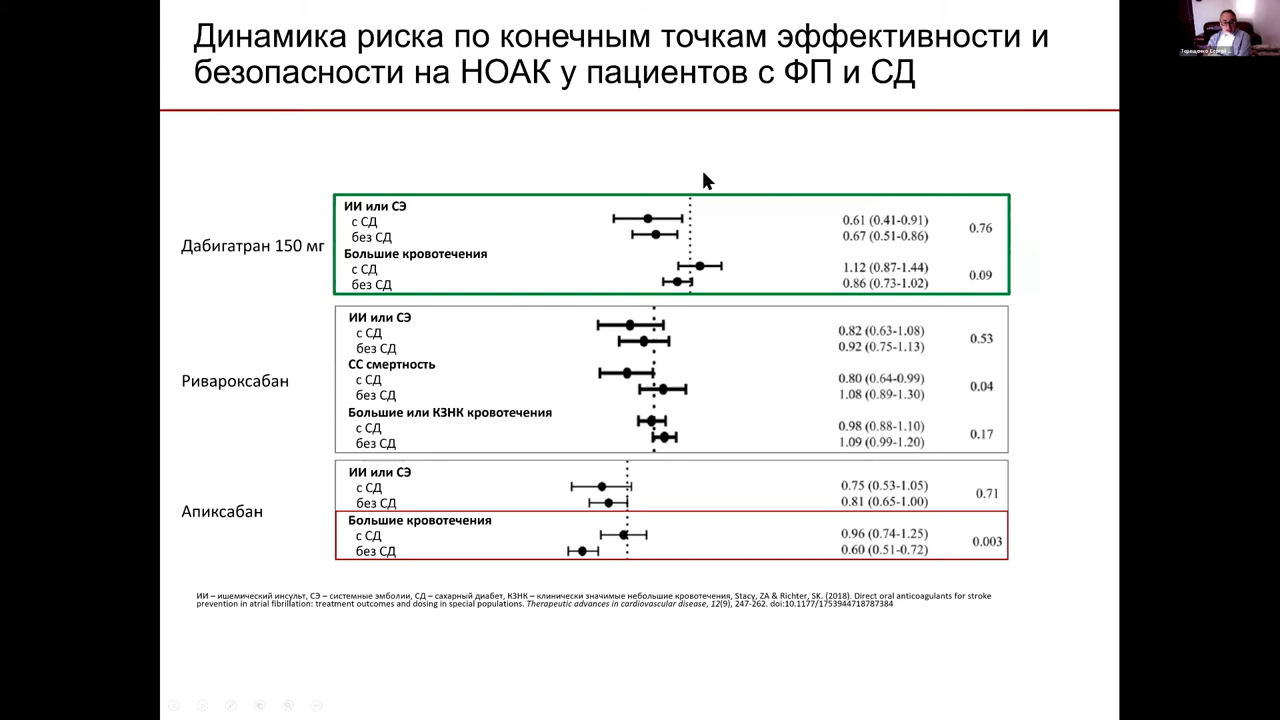 Динамика риска по конечным точкам эффективности и
безопасности на НОАК у пациентов с ФП и СД
Дабигатран 150 мг
ИИ или СЭ
с СД 0.61 (0.41-0.91)
без СД 0.67 (0.51-0.86)
0.76
Большие кровотечения
с СД 1.12 (0.87-1.44)
без СД 0.86 (0.73-1.02)
0.09
Ривароксабан
ИИ или СЭ
с СД 0.82 (0.63-1.08)
без СД 0.92 (0.75-1.13)
0.53
СС смертность
с СД 0.80 (0.64-0.99)
без СД 1.08 (0.89-1.30)
0.04
Большие или КЗНК кровотечения
с СД 0.98 (0.88-1.10)
без СД 1.09 (0.99-1.20)
0.17
Апиксабан
ИИ или СЭ
с СД 0.75 (0.53-1.05)
без СД 0.81 (0.65-1.00)
0.71
Большие кровотечения
с СД 0.96 (0.74-1.25)
без СД 0.60 (0.51-0.72)
0.003
ИИ – ишемический инсульт, СЭ – системные эмболии, СД – сахарный диабет, КЗНК – клинически значимые небольшие кровотечения, Stacy, ZA & Richter, SK. (2018). Direct oral anticoagulants for stroke
prevention in atrial fibrillation: treatment outcomes and dosing in special populations. Therapeutic advances in cardiovascular disease, 12(9), 247-262. doi:10.1177/1753944718787384